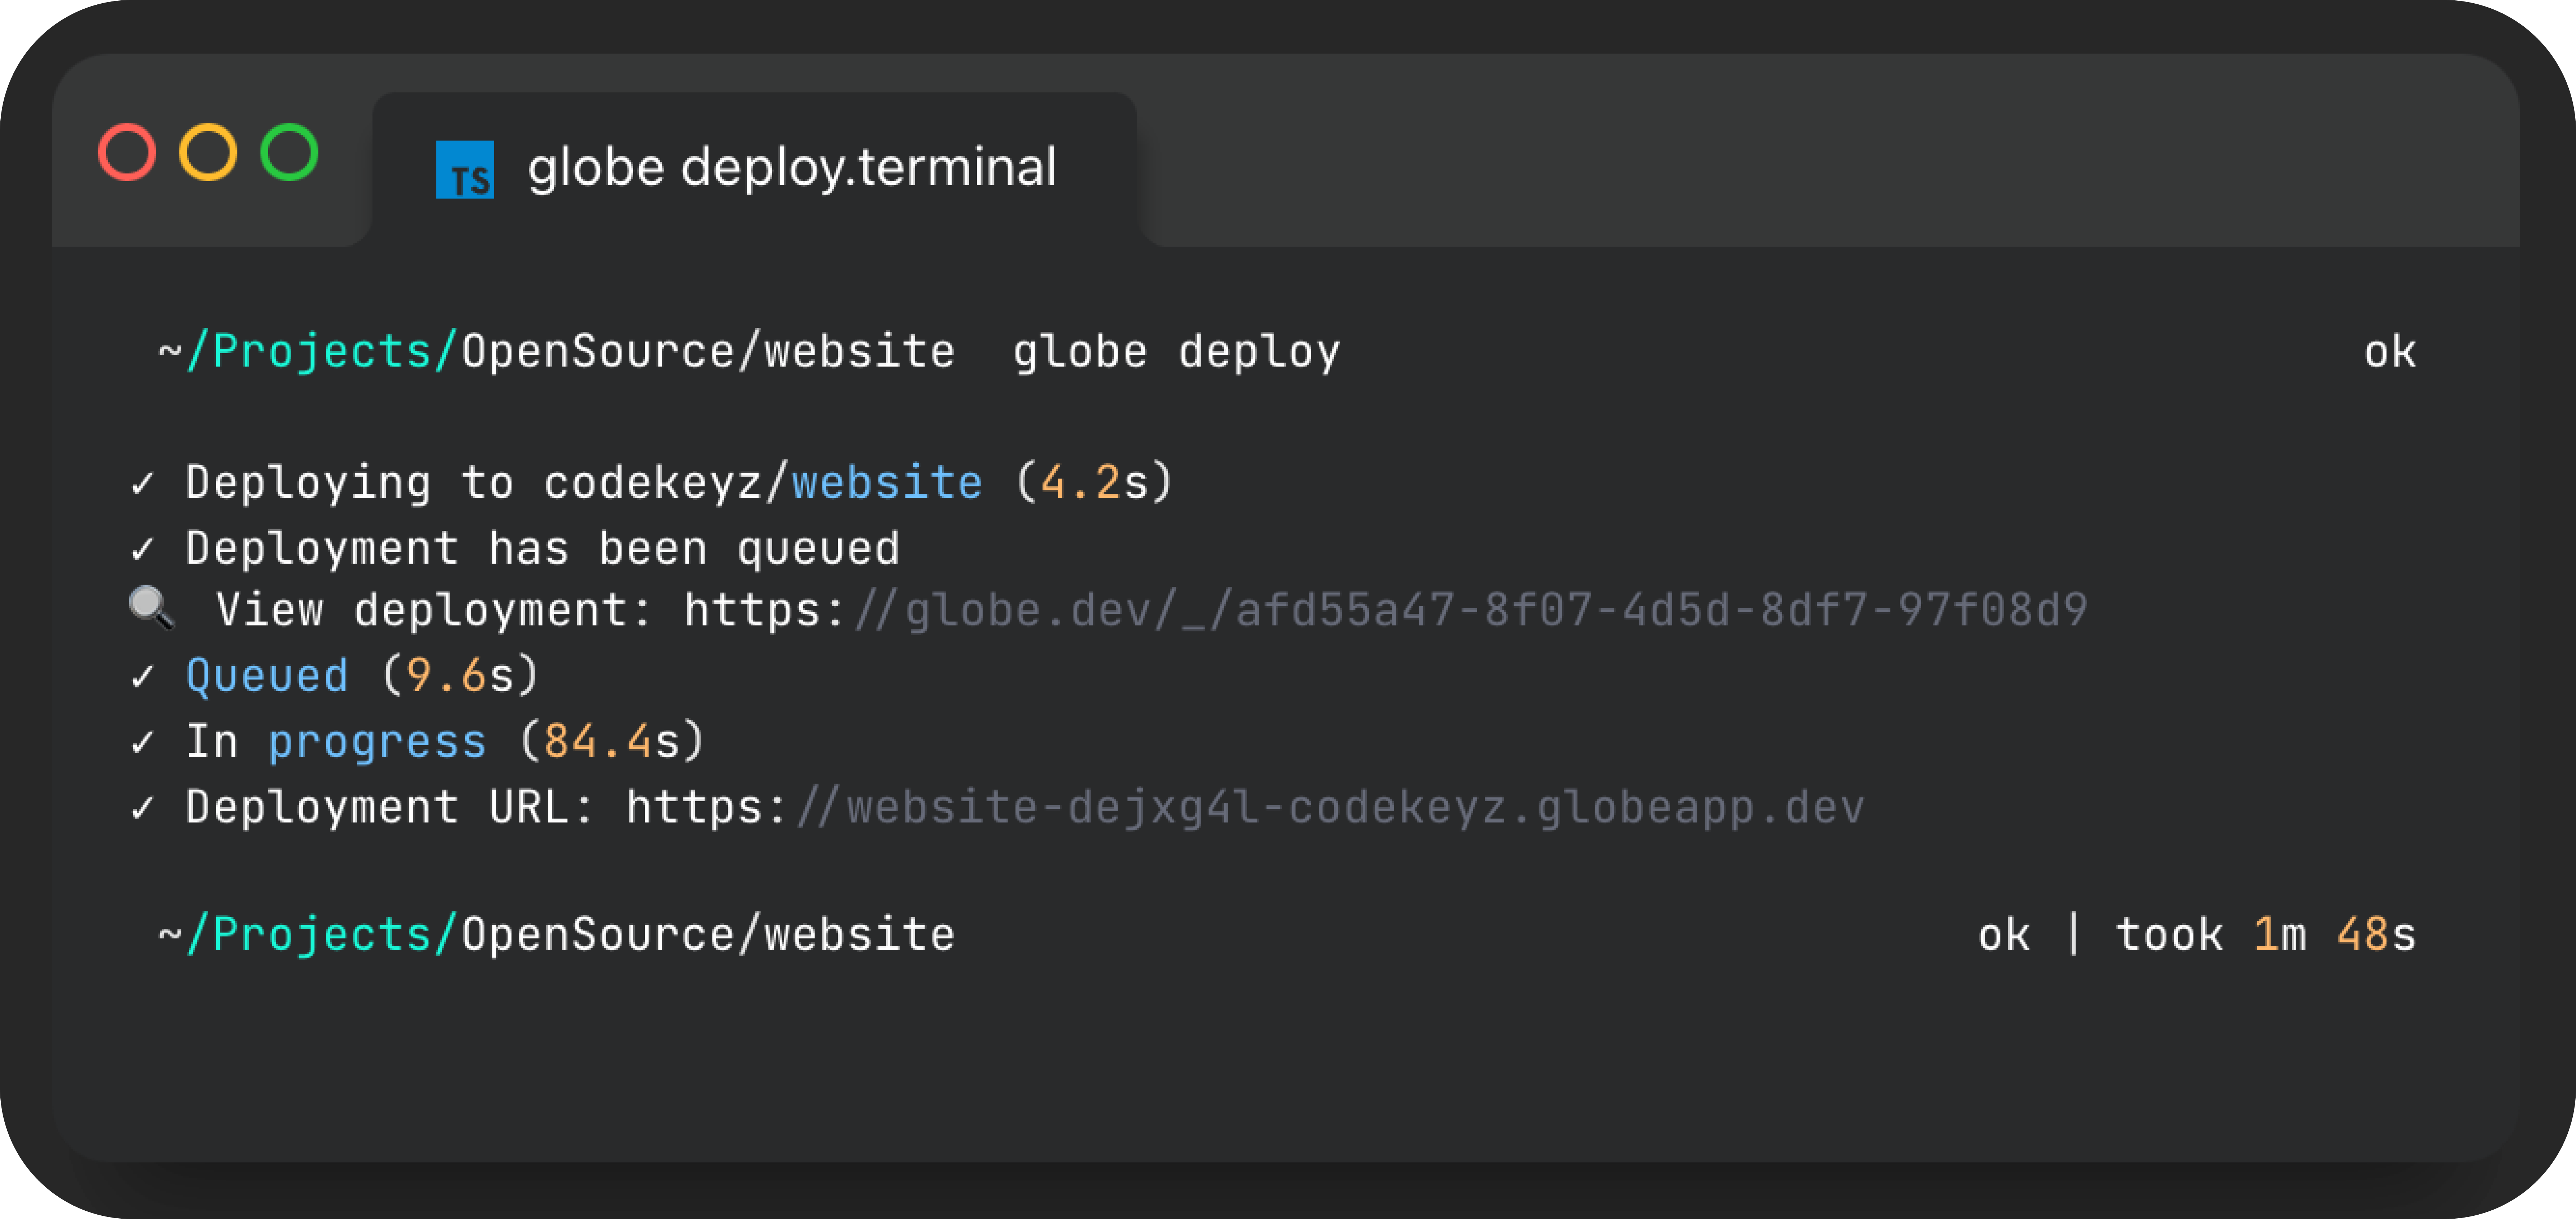 TS globe deploy.terminal
~/Projects/OpenSource/website globe deploy ok
✓ Deploying to codekeyz/website (4.2s)
✓ Deployment has been queued
🔍 View deployment: https://globe.dev/_/afd55a47-8f07-4d5d-8df7-97f08d9
✓ Queued (9.6s)
✓ In progress (84.4s)
✓ Deployment URL: https://website-dejxg4l-codekeyz.globeapp.dev
~/Projects/OpenSource/website ok | took 1m 48s